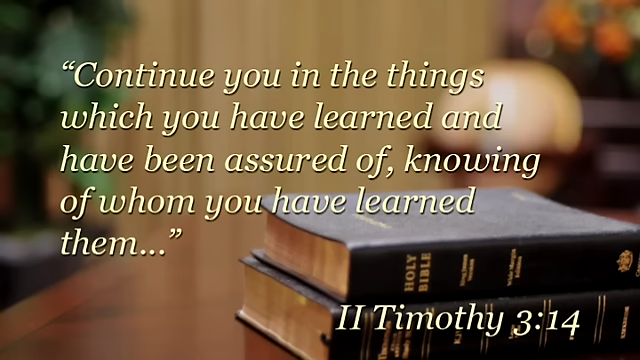 “Continue you in the things
which you have learned and
have been assured of, knowing
of whom you have learned
them...”
HOLY
BIBLE
II Timothy 3:14